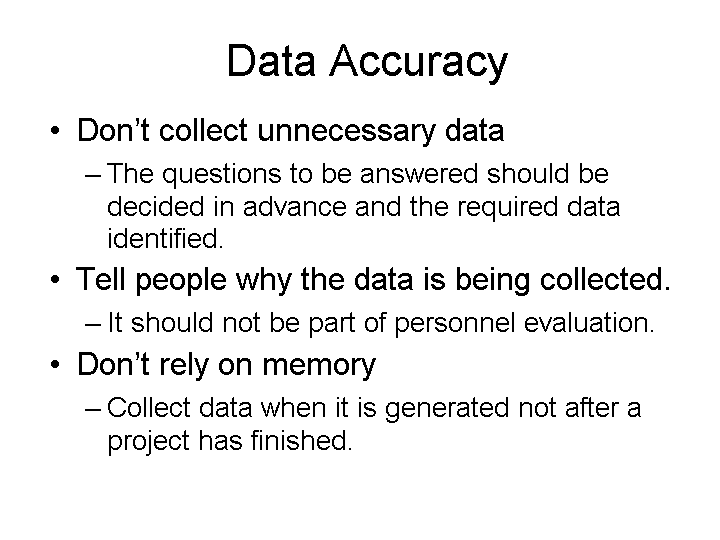 Data Accuracy
• Don’t collect unnecessary data
– The questions to be answered should be
decided in advance and the required data
identified.
• Tell people why the data is being collected.
– It should not be part of personnel evaluation.
• Don’t rely on memory
– Collect data when it is generated not after a
project has finished.